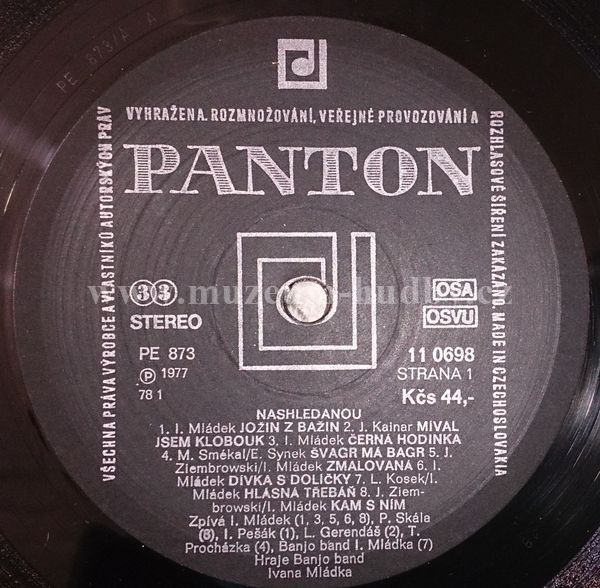 PE 873/A A
VYHRAŽENA. ROZMNOŽOVÁNÍ, VEŘEJNÉ PROVOZOVÁNÍ A
ROZHLASOVÉ ŠÍŘENÍ ZAKÁZÁNO. MADE IN CZECHOSLOVAKIA
VŠECHNA PRÁVA VÝROBCE A VLASTNÍKŮ AUTORSKÝCH PRÁV
PANTON
33
STEREO
OSA
OSVU
PE 873
11 0698
Ⓟ 1977
STRANA 1
78 1
Kčs 44,-
NASHLEDANOU
1. I. Mládek JOŽIN Z BAŽIN 2. J. Kainar MÍVAL
JSEM KLOBOUK 3. I. Mládek ČERNÁ HODINKA
4. M. Smékal/E. Synek ŠVAGR MÁ BAGR 5. J.
Ziembrowski/I. Mládek ZMALOVANÁ 6. I.
Mládek DÍVKA S DOLÍČKY 7. L. Kosek/I.
Mládek HLÁSNÁ TŘEBÁŇ 8. J. Ziem-
browski/I. Mládek KAM S NÍM
Zpívá I. Mládek (1, 3, 5, 6, 8), P. Skála
(8), I. Pešák (1), L. Gerendáš (2), T.
Procházka (4), Banjo band I. Mládka (7)
Hraje Banjo band
Ivana Mládka